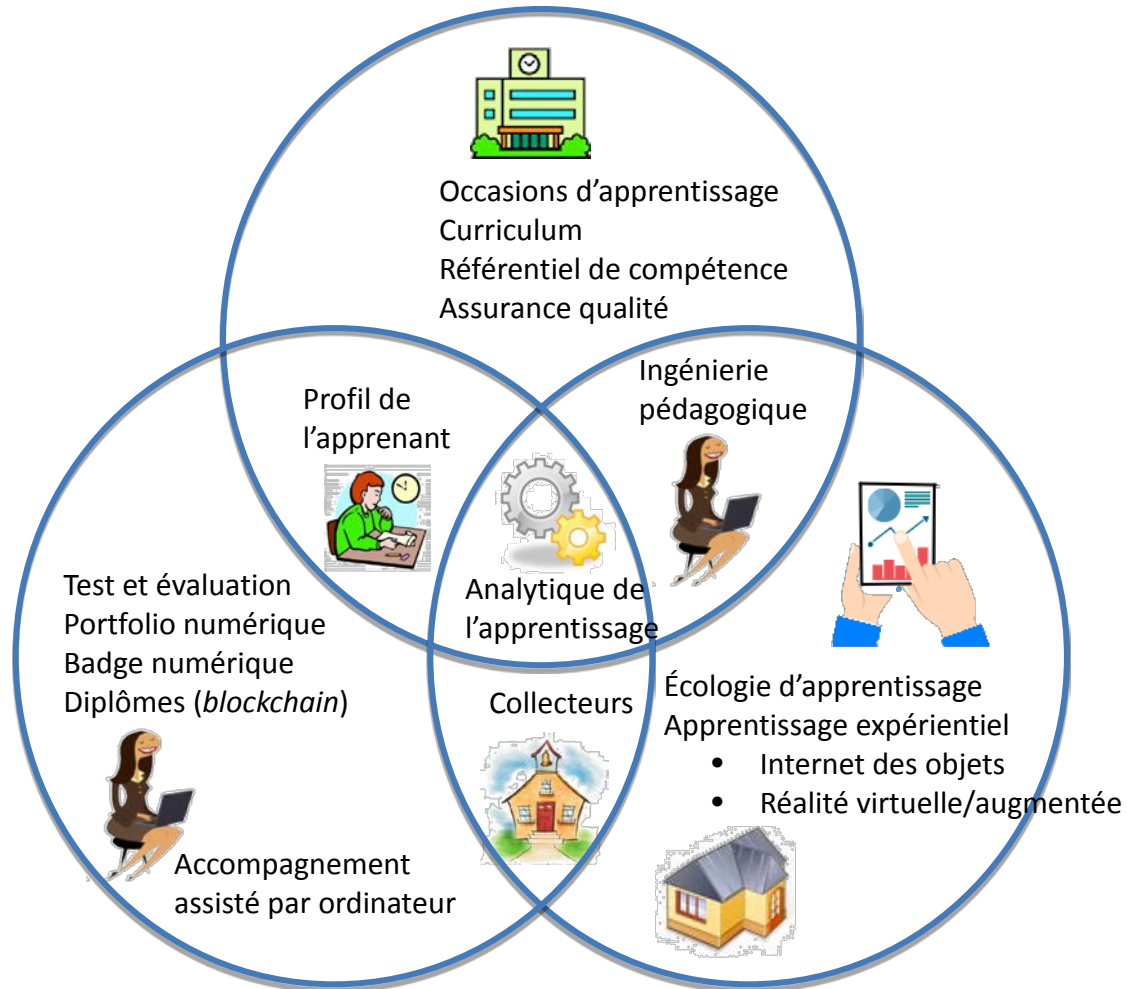 Occasions d’apprentissage
Curriculum
Référentiel de compétence
Assurance qualité
Profil de
l’apprenant
Ingénierie
pédagogique
Analytique de
l’apprentissage
Test et évaluation
Portfolio numérique
Badge numérique
Diplômes (blockchain)
Accompagnement
assisté par ordinateur
Collecteurs
Écologie d’apprentissage
Apprentissage expérientiel
• Internet des objets
• Réalité virtuelle/augmentée